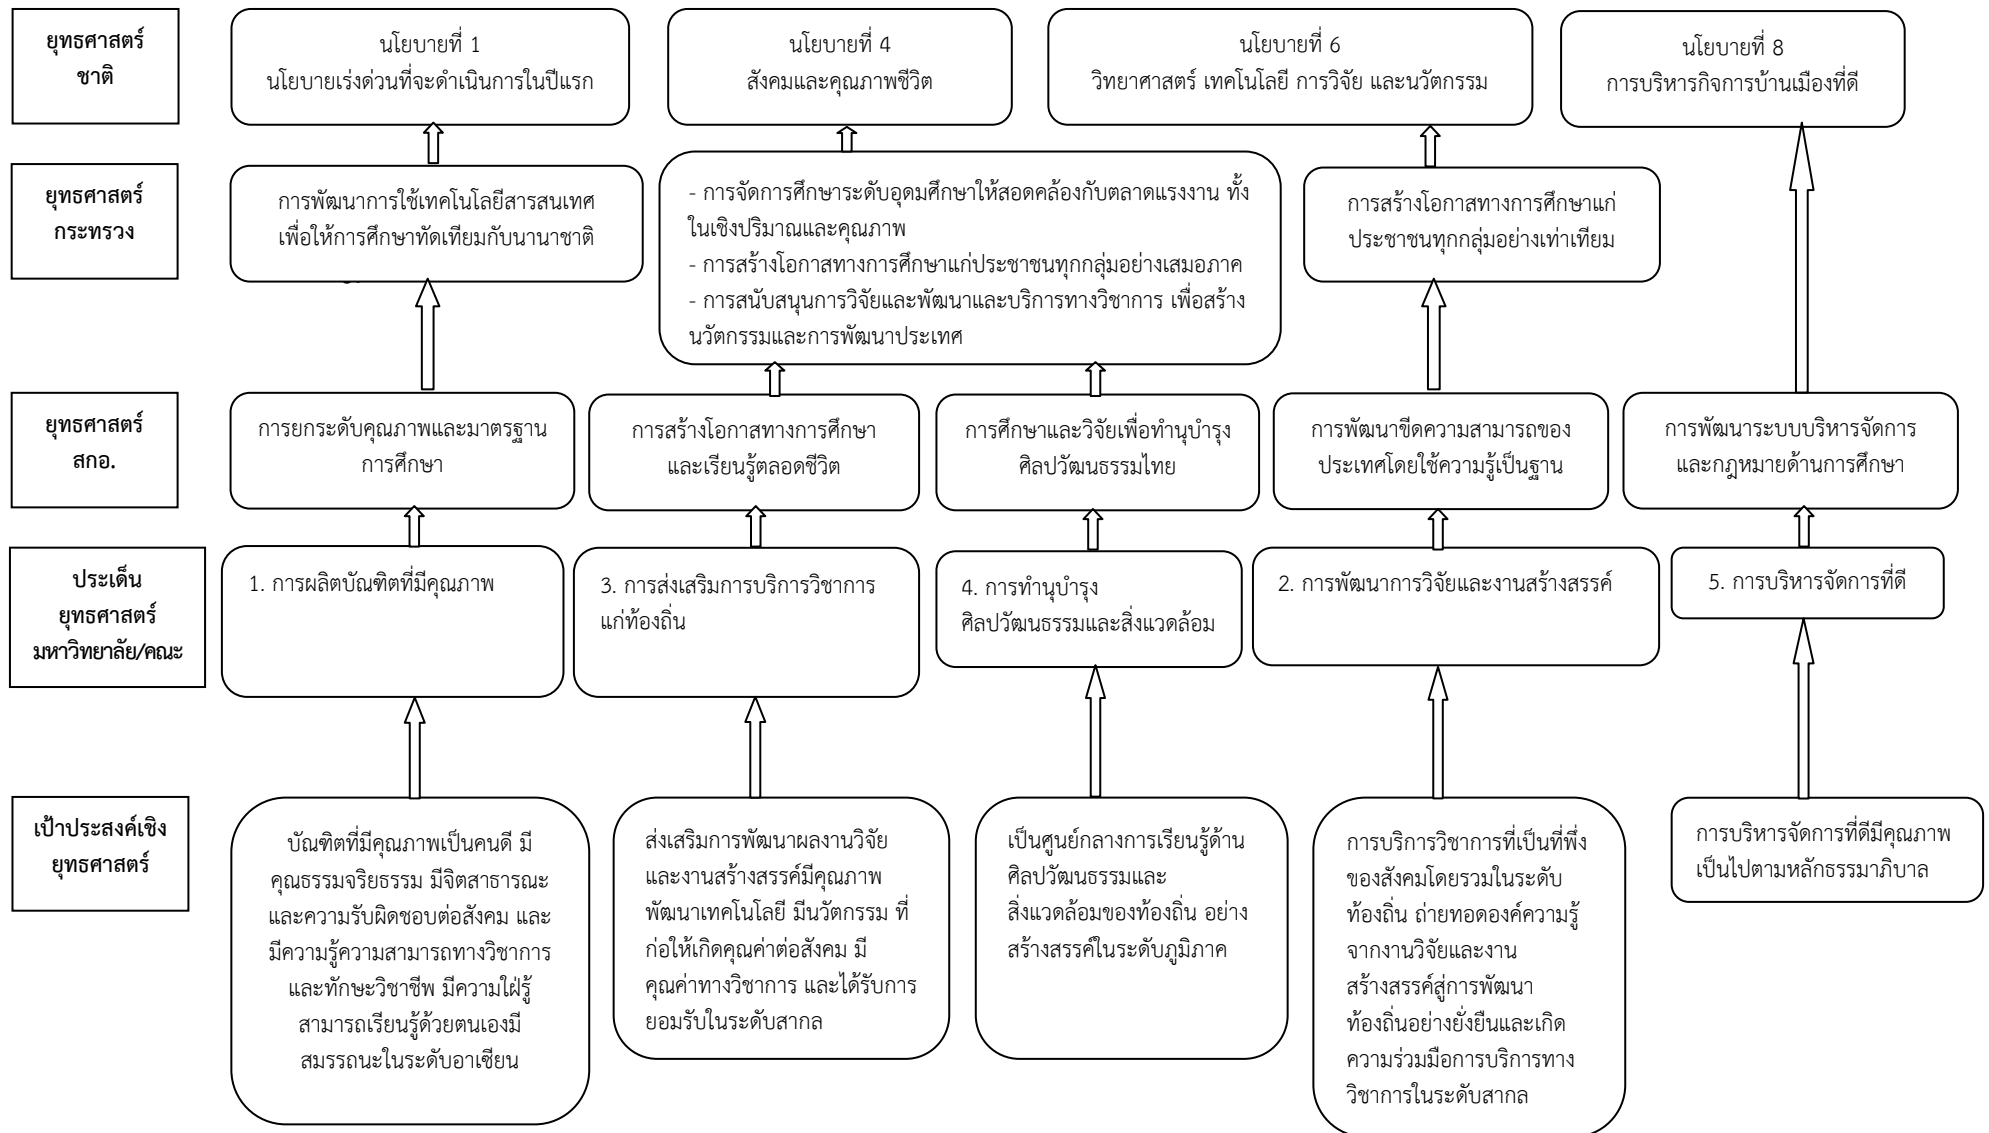 ยุทธศาสตร์
ชาติ
นโยบายที่ 1
นโยบายเร่งด่วนที่จะดำเนินการในปีแรก
นโยบายที่ 4
สังคมและคุณภาพชีวิต
นโยบายที่ 6
วิทยาศาสตร์ เทคโนโลยี การวิจัย และนวัตกรรม
นโยบายที่ 8
การบริหารกิจการบ้านเมืองที่ดี
ยุทธศาสตร์
กระทรวง
การพัฒนาการใช้เทคโนโลยีสารสนเทศ
เพื่อให้การศึกษาทัดเทียมกับนานาชาติ
- การจัดการศึกษาระดับอุดมศึกษาให้สอดคล้องกับตลาดแรงงาน ทั้ง
ในเชิงปริมาณและคุณภาพ
- การสร้างโอกาสทางการศึกษาแก่ประชาชนทุกกลุ่มอย่างเสมอภาค
- การสนับสนุนการวิจัยและพัฒนาและบริการทางวิชาการ เพื่อสร้าง
นวัตกรรมและการพัฒนาประเทศ
การสร้างโอกาสทางการศึกษาแก่
ประชาชนทุกกลุ่มอย่างเท่าเทียม
ยุทธศาสตร์
สกอ.
การยกระดับคุณภาพและมาตรฐาน
การศึกษา
การสร้างโอกาสทางการศึกษา
และเรียนรู้ตลอดชีวิต
การศึกษาและวิจัยเพื่อทำนุบำรุง
ศิลปวัฒนธรรมไทย
การพัฒนาขีดความสามารถของ
ประเทศโดยใช้ความรู้เป็นฐาน
การพัฒนาระบบบริหารจัดการ
และกฎหมายด้านการศึกษา
ประเด็น
ยุทธศาสตร์
มหาวิทยาลัย/คณะ
1. การผลิตบัณฑิตที่มีคุณภาพ
3. การส่งเสริมการบริการวิชาการ
แก่ท้องถิ่น
4. การทำนุบำรุง
ศิลปวัฒนธรรมและสิ่งแวดล้อม
2. การพัฒนาการวิจัยและงานสร้างสรรค์
5. การบริหารจัดการที่ดี
เป้าประสงค์เชิง
ยุทธศาสตร์
บัณฑิตที่มีคุณภาพเป็นคนดี มี
คุณธรรมจริยธรรม มีจิตสาธารณะ
และความรับผิดชอบต่อสังคม และ
มีความรู้ความสามารถทางวิชาการ
และทักษะวิชาชีพ มีความใฝ่รู้
สามารถเรียนรู้ด้วยตนเองมี
สมรรถนะในระดับอาเซียน
ส่งเสริมการพัฒนาผลงานวิจัย
และงานสร้างสรรค์มีคุณภาพ
พัฒนาเทคโนโลยี มีนวัตกรรม ที่
ก่อให้เกิดคุณค่าต่อสังคม มี
คุณค่าทางวิชาการ และได้รับการ
ยอมรับในระดับสากล
เป็นศูนย์กลางการเรียนรู้ด้าน
ศิลปวัฒนธรรมและ
สิ่งแวดล้อมของท้องถิ่น อย่าง
สร้างสรรค์ในระดับภูมิภาค
การบริการวิชาการที่เป็นที่พึ่ง
ของสังคมโดยรวมในระดับ
ท้องถิ่น ถ่ายทอดองค์ความรู้
จากงานวิจัยและงาน
สร้างสรรค์สู่การพัฒนา
ท้องถิ่นอย่างยั่งยืนและเกิด
ความร่วมมือการบริการทาง
วิชาการในระดับสากล
การบริหารจัดการที่ดีมีคุณภาพ
เป็นไปตามหลักธรรมาภิบาล